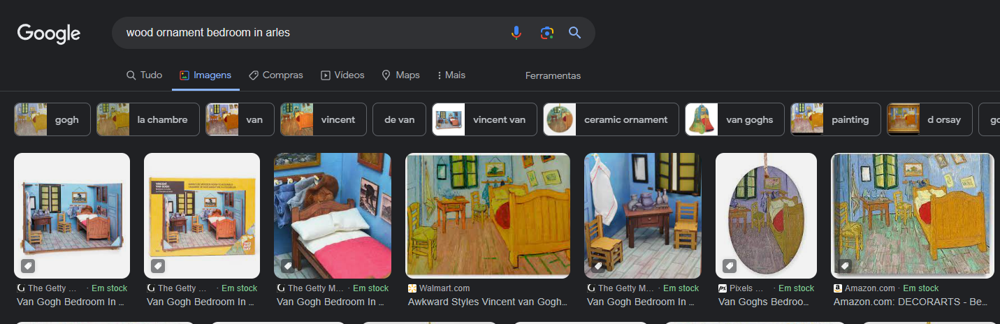 Google
wood ornament bedroom in arles
Tudo
Imagens
Compras
Vídeos
Maps
Mais
Ferramentas
gogh
la chambre
van
vincent
de van
vincent van
ceramic ornament
van goghs
painting
d orsay
VINCENT
VAN GOGH
The Getty ... · Em stock
Van Gogh Bedroom In ...
The Getty ... · Em stock
Van Gogh Bedroom In ...
The Getty M... · Em stock
Van Gogh Bedroom In ...
Walmart.com
Awkward Styles Vincent van Gogh...
The Getty M... · Em stock
Van Gogh Bedroom In ...
Pixels ... · Em stock
Van Goghs Bedroo...
Amazon.com · Em stock
Amazon.com: DECORARTS - Be...